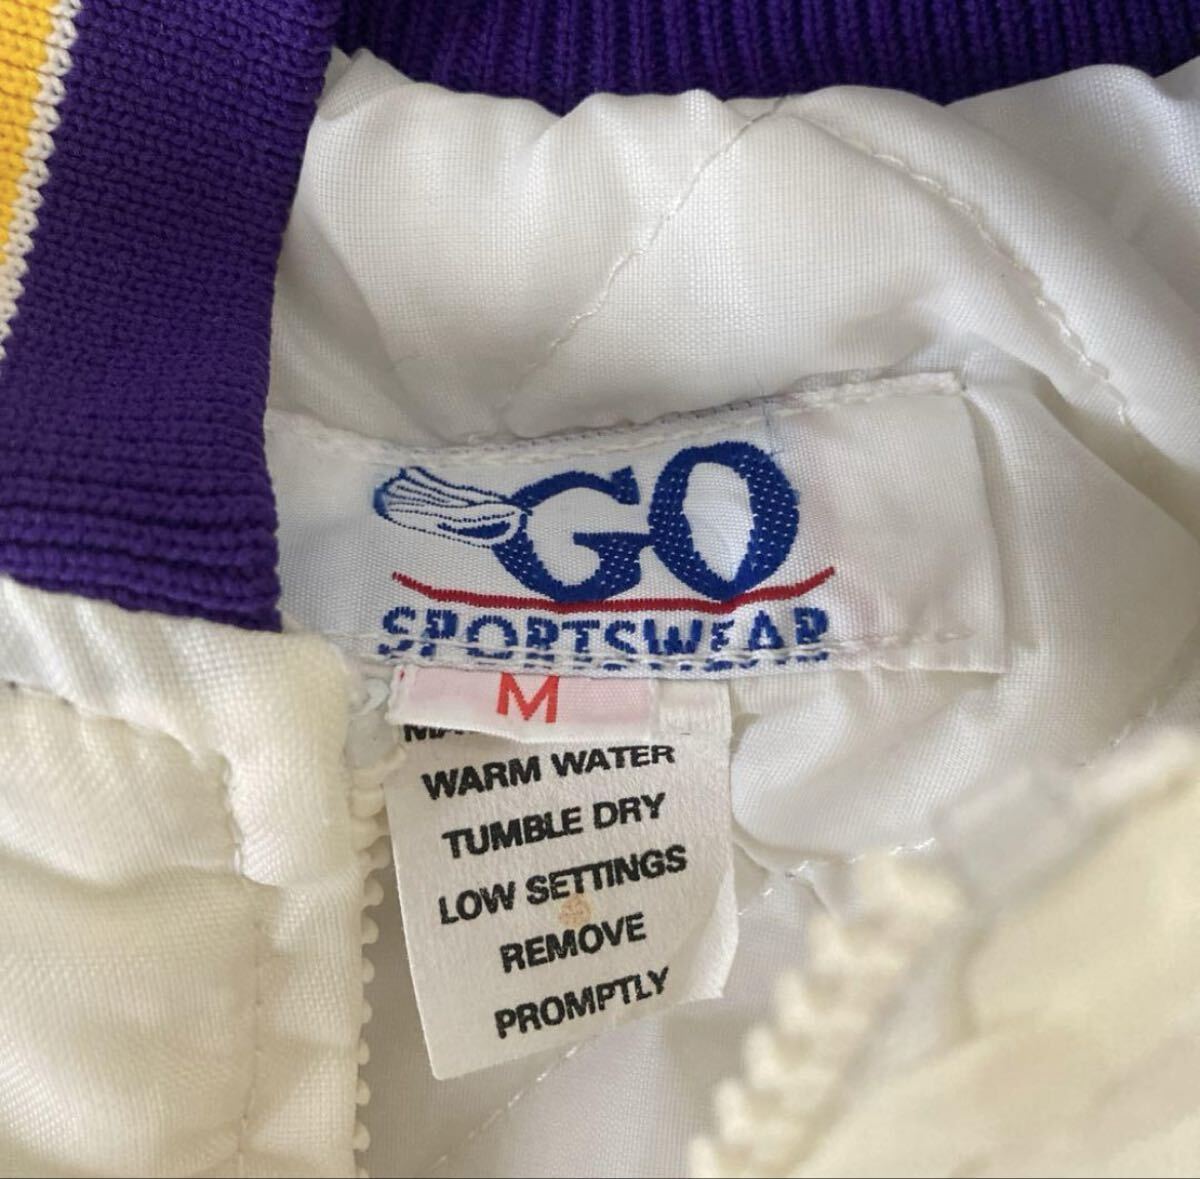 GO
SPORTSWEAR
M
WARM WATER
TUMBLE DRY
LOW SETTINGS
REMOVE
PROMPTLY